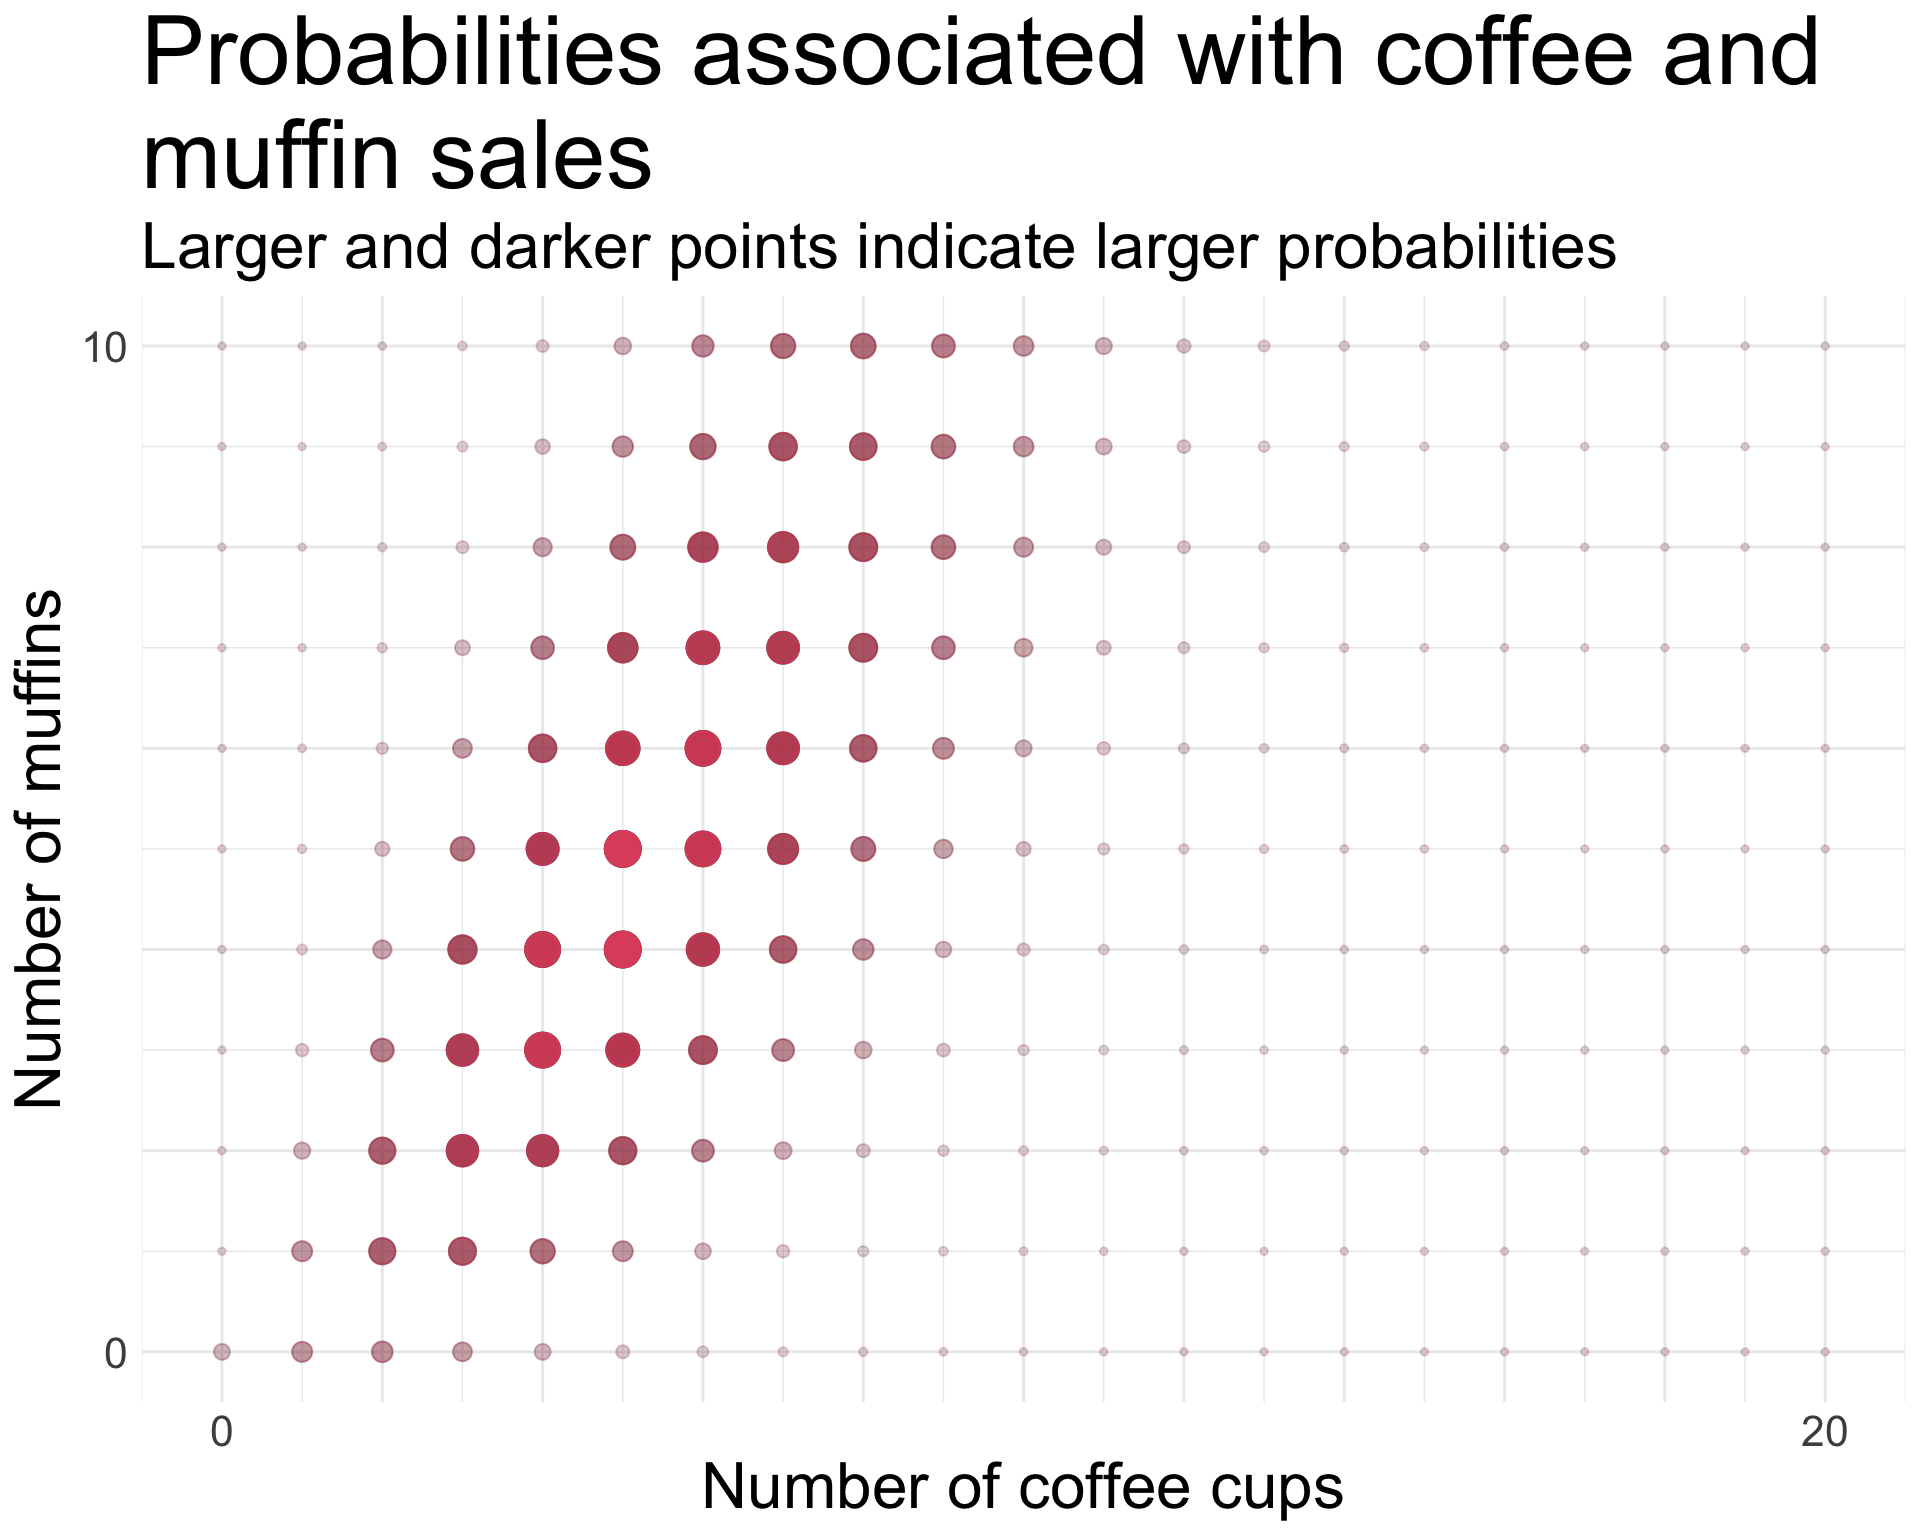 Probabilities associated with coffee and
muffin sales
Larger and darker points indicate larger probabilities
10
Number of muffins
0
0
20
Number of coffee cups